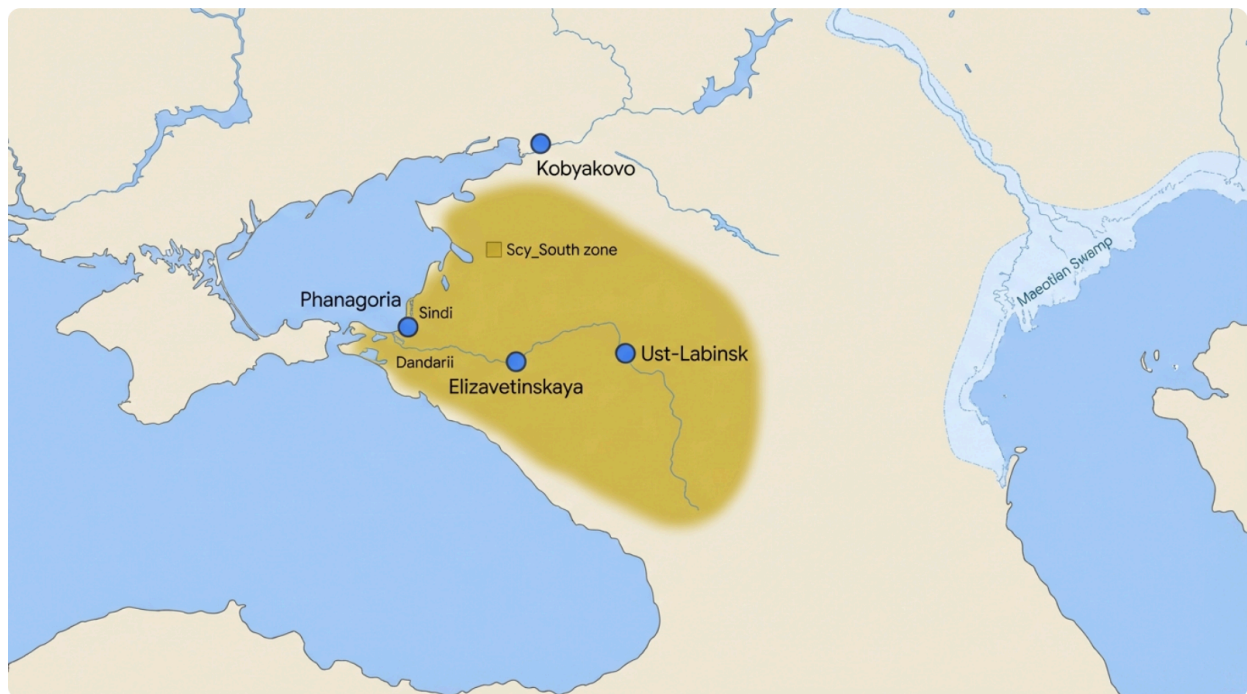 Kobyakovo
Scy_South zone
Maeotian Swamp
Phanagoria
Sindi
Dandarii
Ust-Labinsk
Elizavetinskaya